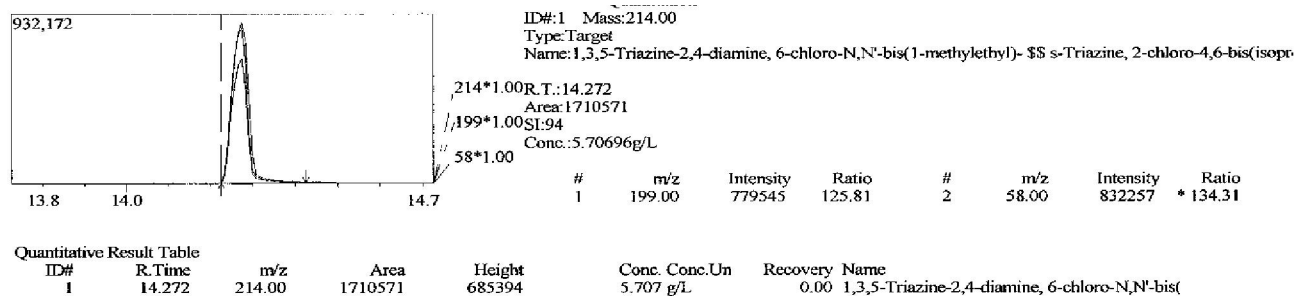 932,172
214*1.00
199*1.00
58*1.00
13.8 14.0 14.7
ID#:1 Mass:214.00
Type:Target
Name:1,3,5-Triazine-2,4-diamine, 6-chloro-N,N'-bis(1-methylethyl)- $$ s-Triazine, 2-chloro-4,6-bis(isopr
R.T.:14.272
Area:1710571
SI:94
Conc.:5.70696g/L
# m/z Intensity Ratio # m/z Intensity Ratio
1 199.00 779545 125.81 2 58.00 832257 * 134.31
Quantitative Result Table
ID# R.Time m/z Area Height Conc. Conc.Un Recovery Name
1 14.272 214.00 1710571 685394 5.707 g/L 0.00 1,3,5-Triazine-2,4-diamine, 6-chloro-N,N'-bis(